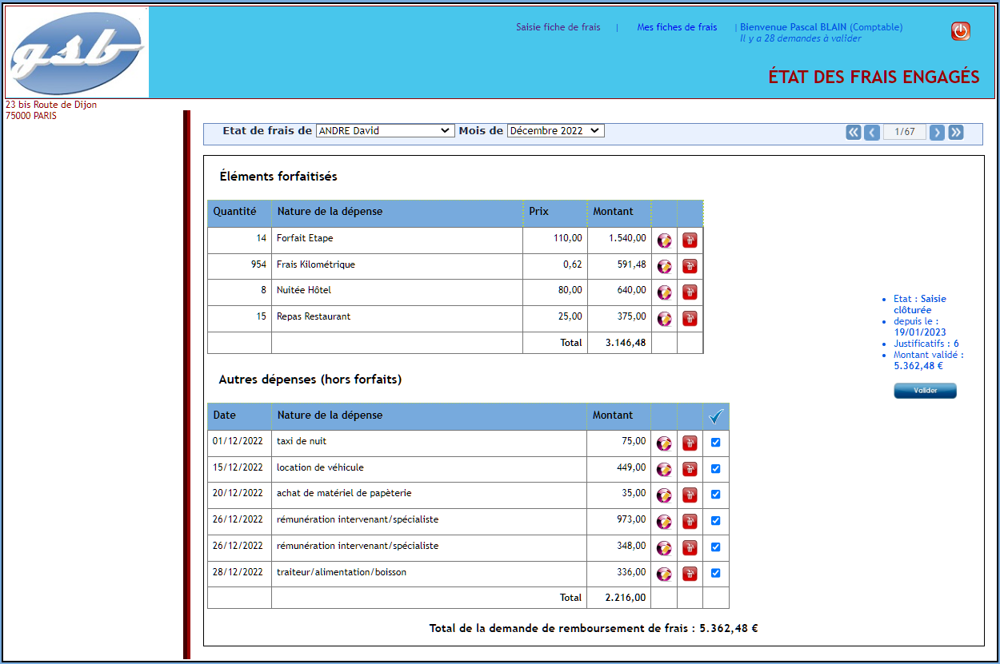 gsb
Saisie fiche de frais | Mes fiches de frais | Bienvenue Pascal BLAIN (Comptable)
Il y a 28 demandes à valider
ÉTAT DES FRAIS ENGAGÉS
23 bis Route de Dijon
75000 PARIS
Etat de frais de ANDRE David Mois de Décembre 2022 « ‹ 1/67 › »
Éléments forfaitisés
Quantité Nature de la dépense Prix Montant
14 Forfait Etape 110,00 1.540,00
954 Frais Kilométrique 0,62 591,48
8 Nuitée Hôtel 80,00 640,00
15 Repas Restaurant 25,00 375,00
Total 3.146,48
Autres dépenses (hors forfaits)
Date Nature de la dépense Montant
01/12/2022 taxi de nuit 75,00
15/12/2022 location de véhicule 449,00
20/12/2022 achat de matériel de papèterie 35,00
26/12/2022 rémunération intervenant/spécialiste 973,00
26/12/2022 rémunération intervenant/spécialiste 348,00
28/12/2022 traiteur/alimentation/boisson 336,00
Total 2.216,00
Total de la demande de remboursement de frais : 5.362,48 €
Etat : Saisie
clôturée
depuis le :
19/01/2023
Justificatifs : 6
Montant validé :
5.362,48 €
Valider